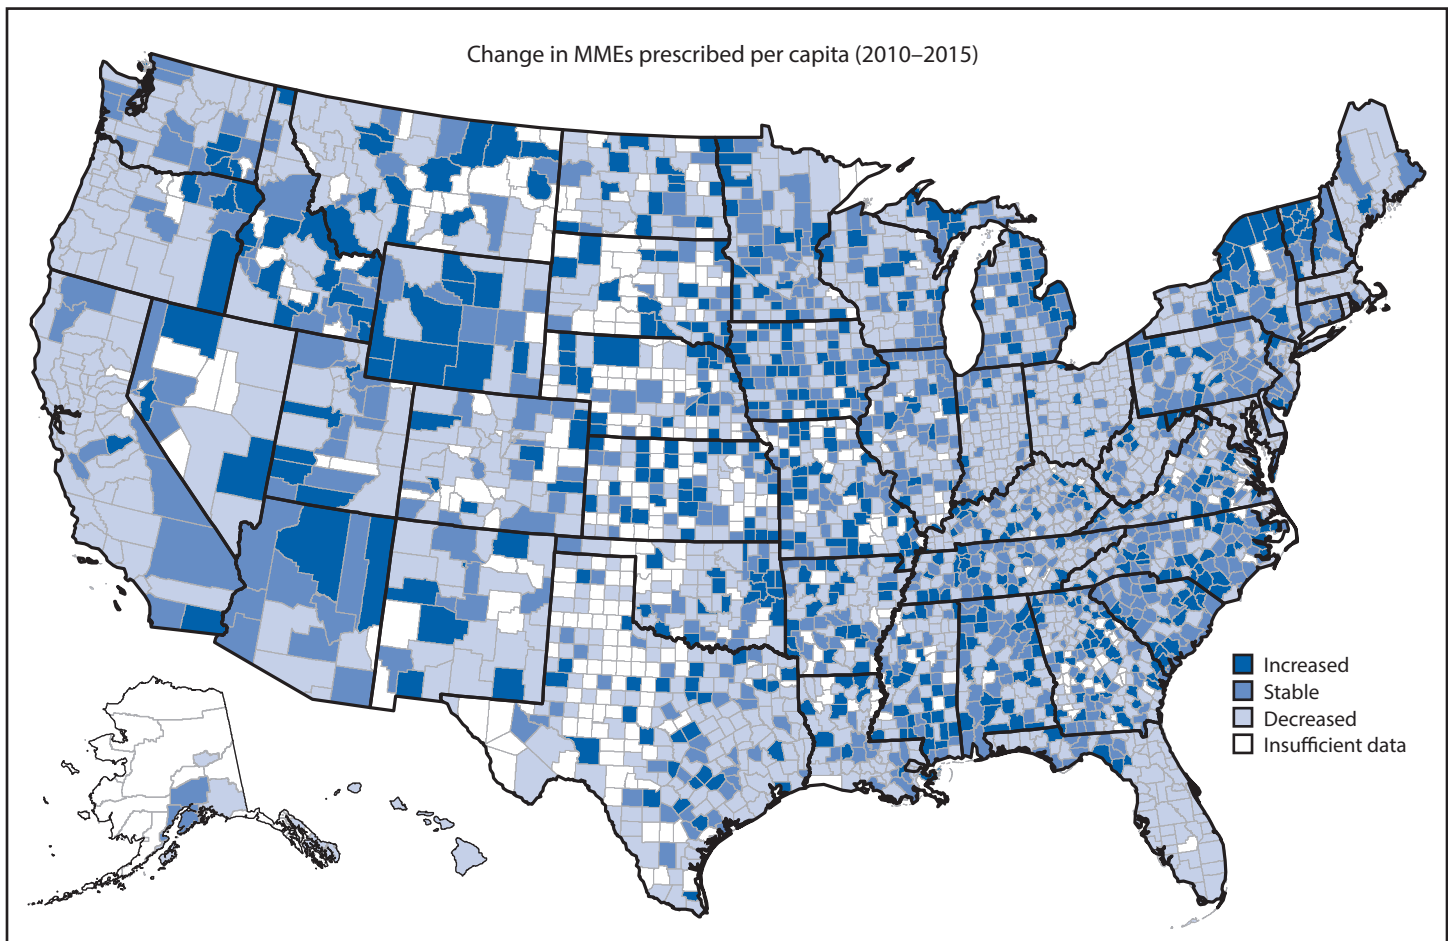 Change in MMEs prescribed per capita (2010–2015)
Increased
Stable
Decreased
Insufficient data